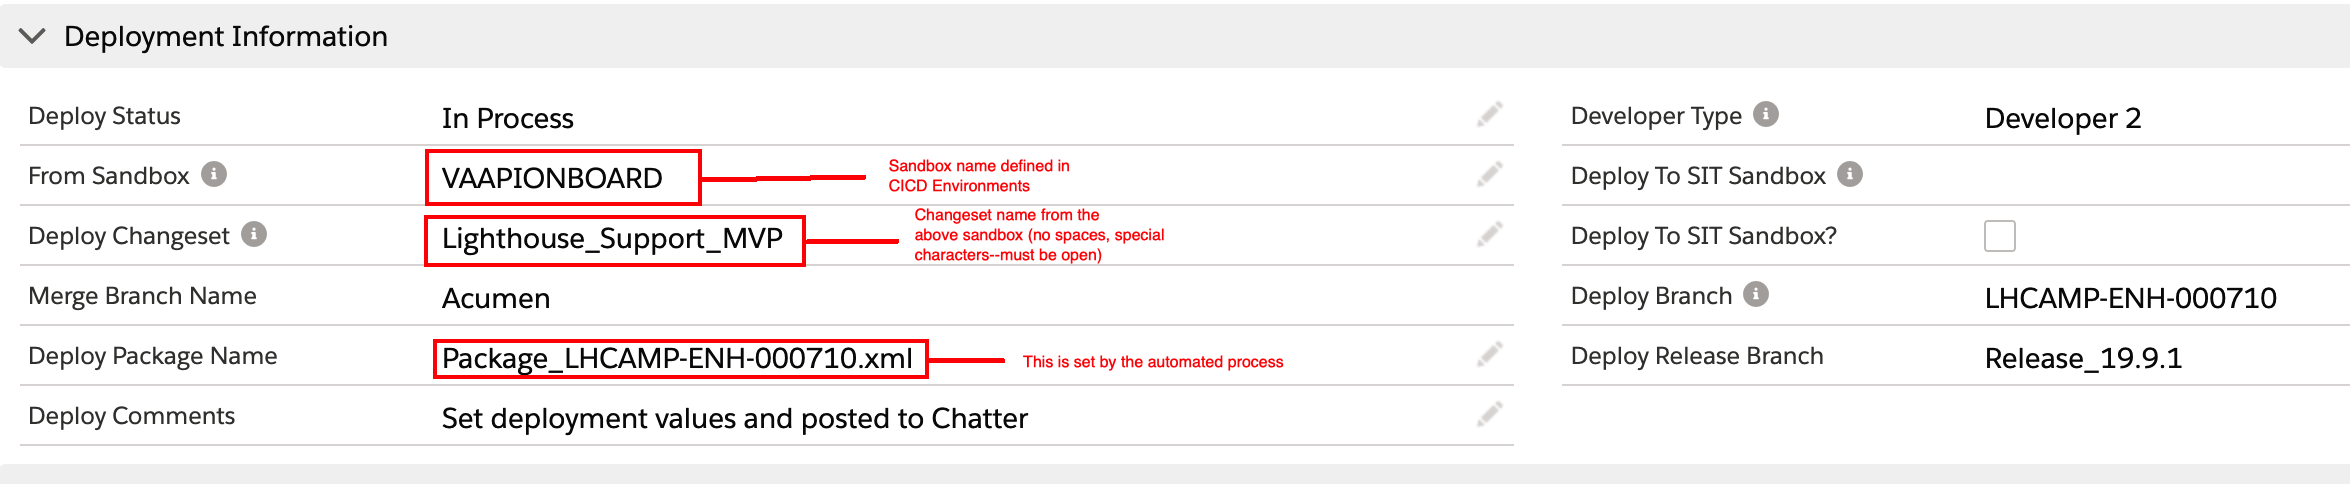 Deployment Information
Deploy Status
In Process
Developer Type
Developer 2
From Sandbox
VAAPIONBOARD
Sandbox name defined in
CICD Environments
Deploy To SIT Sandbox
Deploy Changeset
Lighthouse_Support_MVP
Changeset name from the
above sandbox (no spaces, special
characters--must be open)
Deploy To SIT Sandbox?
Merge Branch Name
Acumen
Deploy Branch
LHCAMP-ENH-000710
Deploy Package Name
Package_LHCAMP-ENH-000710.xml
This is set by the automated process
Deploy Release Branch
Release_19.9.1
Deploy Comments
Set deployment values and posted to Chatter